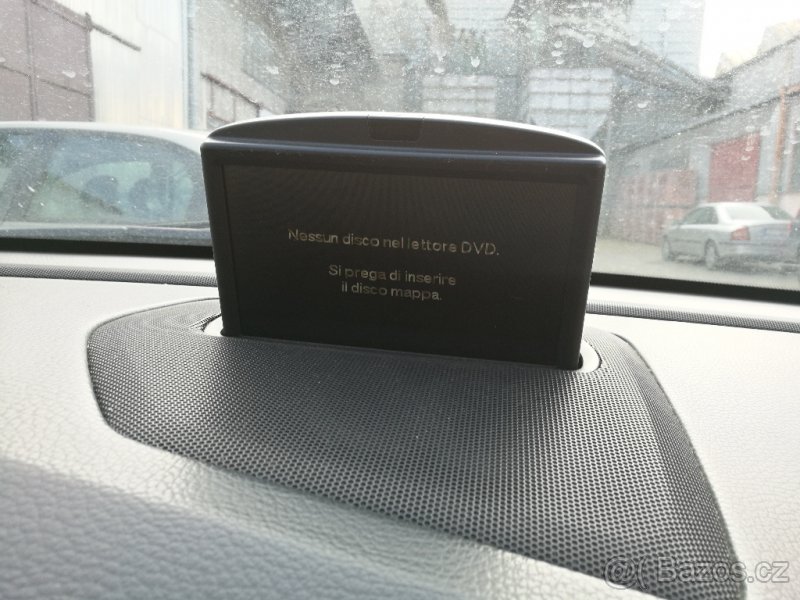 Nessun disco nel lettore DVD.
Si prega di inserire
il disco mappa.
Bazos.cz